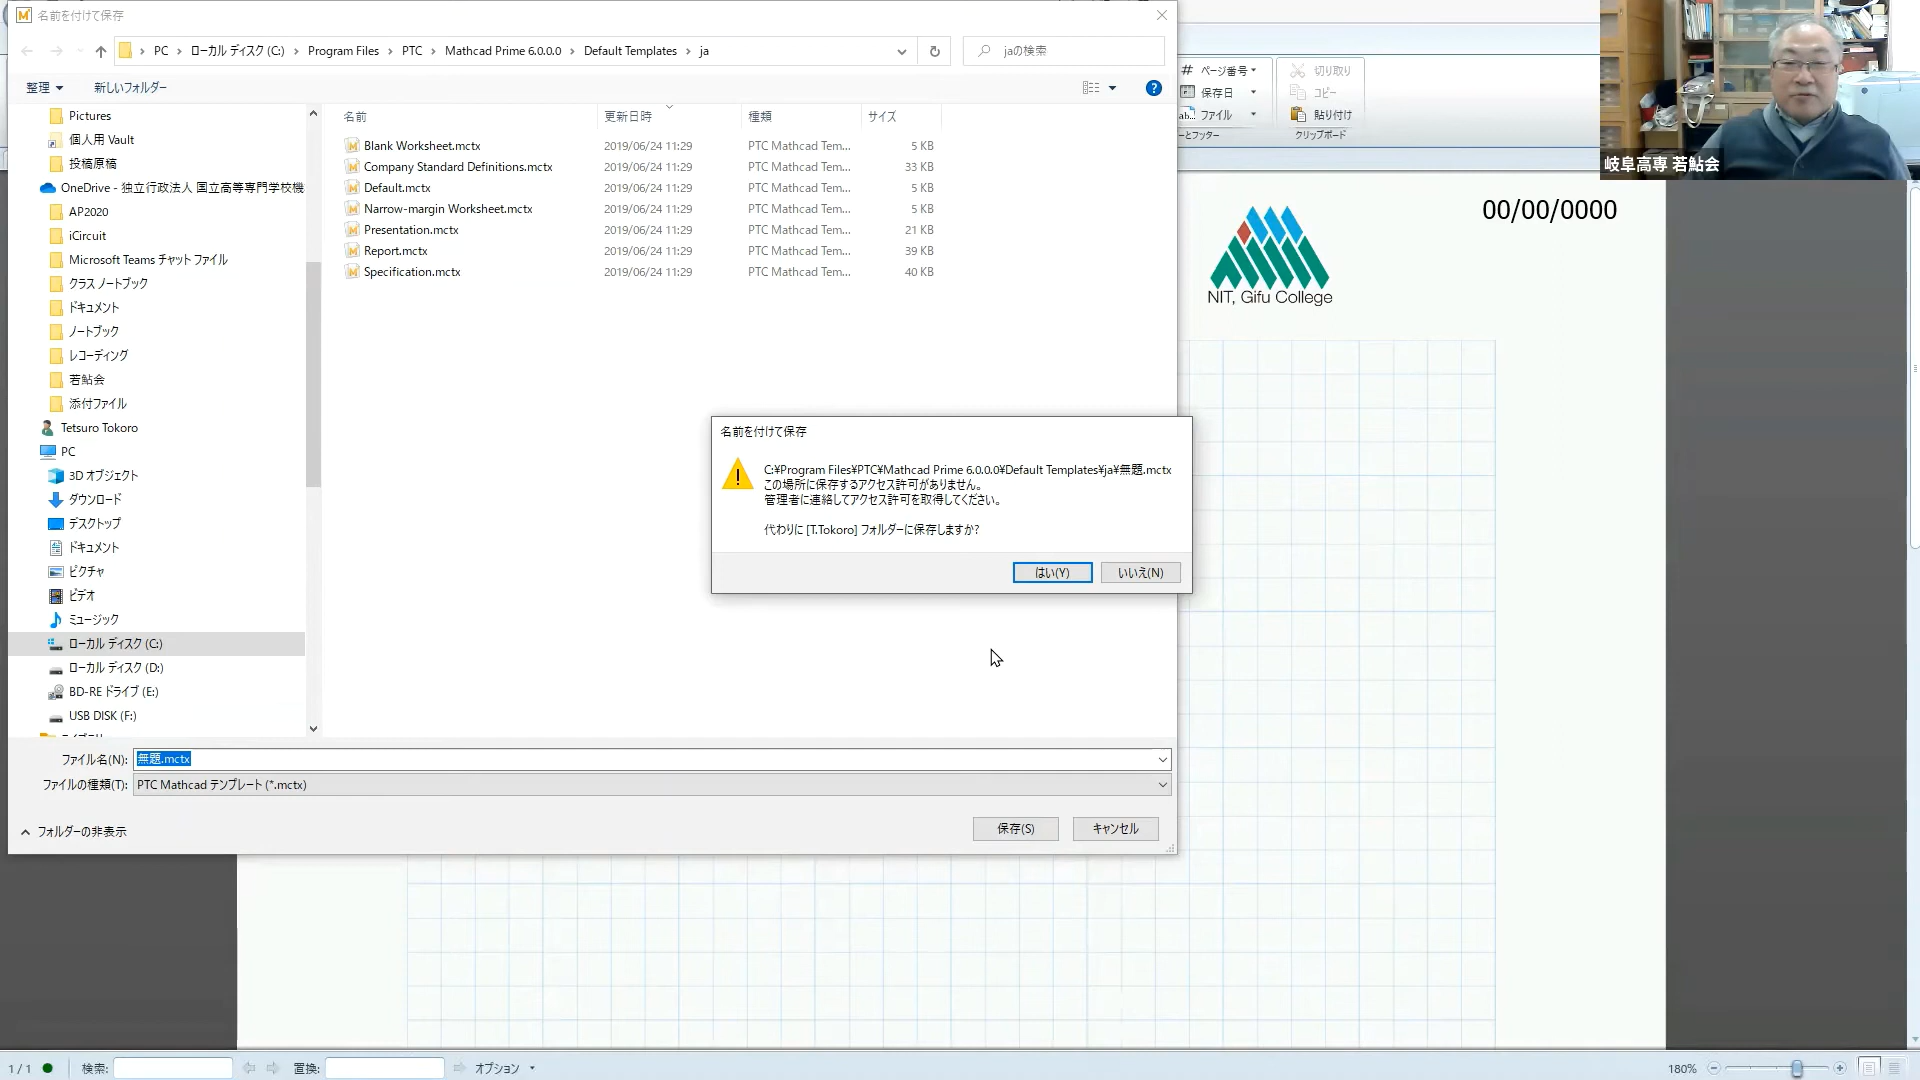 名前を付けて保存
PC › ローカル ディスク (C:) › Program Files › PTC › Mathcad Prime 6.0.0.0 › Default Templates › ja
jaの検索
整理
新しいフォルダー
Pictures
個人用 Vault
投稿原稿
OneDrive - 独立行政法人 国立高等専門学校機
AP2020
iCircuit
Microsoft Teams チャット ファイル
クラス ノートブック
ドキュメント
ノートブック
レコーディング
若鮎会
添付ファイル
Tetsuro Tokoro
PC
3D オブジェクト
ダウンロード
デスクトップ
ドキュメント
ピクチャ
ビデオ
ミュージック
ローカル ディスク (C:)
ローカル ディスク (D:)
BD-RE ドライブ (E:)
USB DISK (F:)
名前 更新日時 種類 サイズ
Blank Worksheet.mctx 2019/06/24 11:29 PTC Mathcad Tem... 5 KB
Company Standard Definitions.mctx 2019/06/24 11:29 PTC Mathcad Tem... 33 KB
Default.mctx 2019/06/24 11:29 PTC Mathcad Tem... 5 KB
Narrow-margin Worksheet.mctx 2019/06/24 11:29 PTC Mathcad Tem... 5 KB
Presentation.mctx 2019/06/24 11:29 PTC Mathcad Tem... 21 KB
Report.mctx 2019/06/24 11:29 PTC Mathcad Tem... 39 KB
Specification.mctx 2019/06/24 11:29 PTC Mathcad Tem... 40 KB
名前を付けて保存
C:¥Program Files¥PTC¥Mathcad Prime 6.0.0.0¥Default Templates¥ja¥無題.mctx
この場所に保存するアクセス許可がありません。
管理者に連絡してアクセス許可を取得してください。
代わりに [T.Tokoro] フォルダーに保存しますか?
はい(Y)
いいえ(N)
ファイル名(N): 無題.mctx
ファイルの種類(T): PTC Mathcad テンプレート (*.mctx)
フォルダーの非表示
保存(S)
キャンセル
# ページ番号
保存日
ファイル
ーとフッター
切り取り
コピー
貼り付け
クリップボード
岐阜高専 若鮎会
NIT, Gifu College
00/00/0000
1 / 1
検索:
置換:
オプション
180%